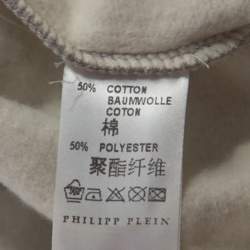 50% COTTON
BAUMWOLLE
COTON
棉
50% POLYESTER
聚酯纤维
PHILIPP PLEIN